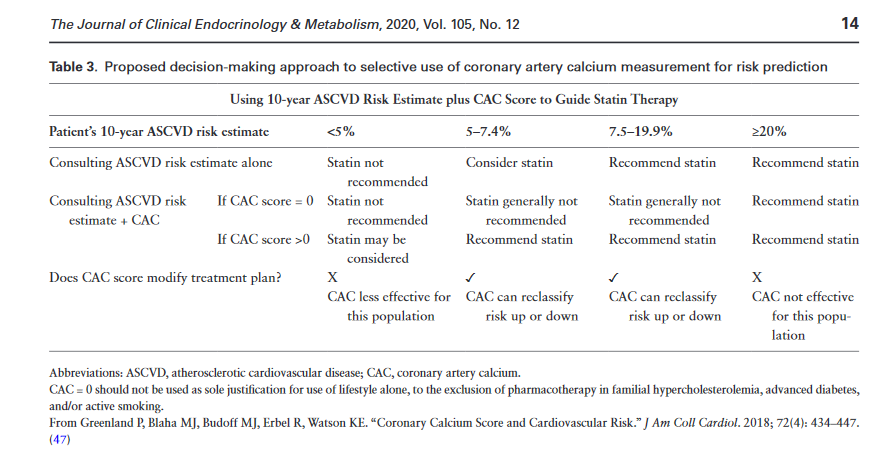 The Journal of Clinical Endocrinology & Metabolism, 2020, Vol. 105, No. 12 14
Table 3. Proposed decision-making approach to selective use of coronary artery calcium measurement for risk prediction
Using 10-year ASCVD Risk Estimate plus CAC Score to Guide Statin Therapy
Patient's 10-year ASCVD risk estimate <5% 5–7.4% 7.5–19.9% ≥20%
Consulting ASCVD risk estimate alone Statin not Consider statin Recommend statin Recommend statin
recommended
Consulting ASCVD risk If CAC score = 0 Statin not Statin generally not Statin generally not Recommend statin
estimate + CAC recommended recommended recommended
If CAC score >0 Statin may be Recommend statin Recommend statin Recommend statin
considered
Does CAC score modify treatment plan? X ✓ ✓ X
CAC less effective for CAC can reclassify CAC can reclassify CAC not effective
this population risk up or down risk up or down for this popu-
lation
Abbreviations: ASCVD, atherosclerotic cardiovascular disease; CAC, coronary artery calcium.
CAC = 0 should not be used as sole justification for use of lifestyle alone, to the exclusion of pharmacotherapy in familial hypercholesterolemia, advanced diabetes,
and/or active smoking.
From Greenland P, Blaha MJ, Budoff MJ, Erbel R, Watson KE. "Coronary Calcium Score and Cardiovascular Risk." J Am Coll Cardiol. 2018; 72(4): 434–447.
(47)